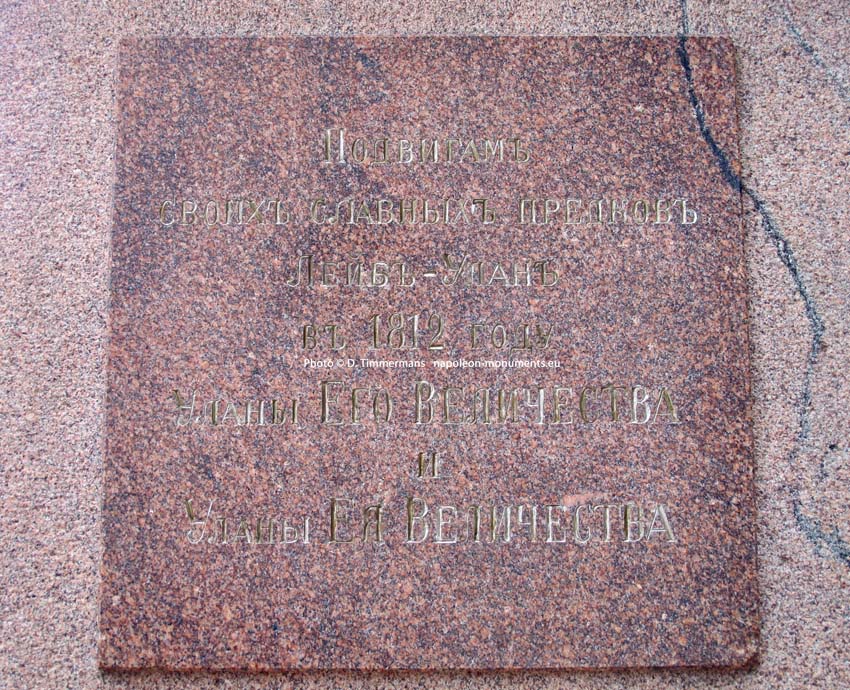 Подвигамъ
своихъ славныхъ предковъ
Лейбъ-Уланъ
въ 1812 году
Photo © D. Timmermans napoleon-monuments.eu
Уланы Его Величества
и
Уланы Ея Величества